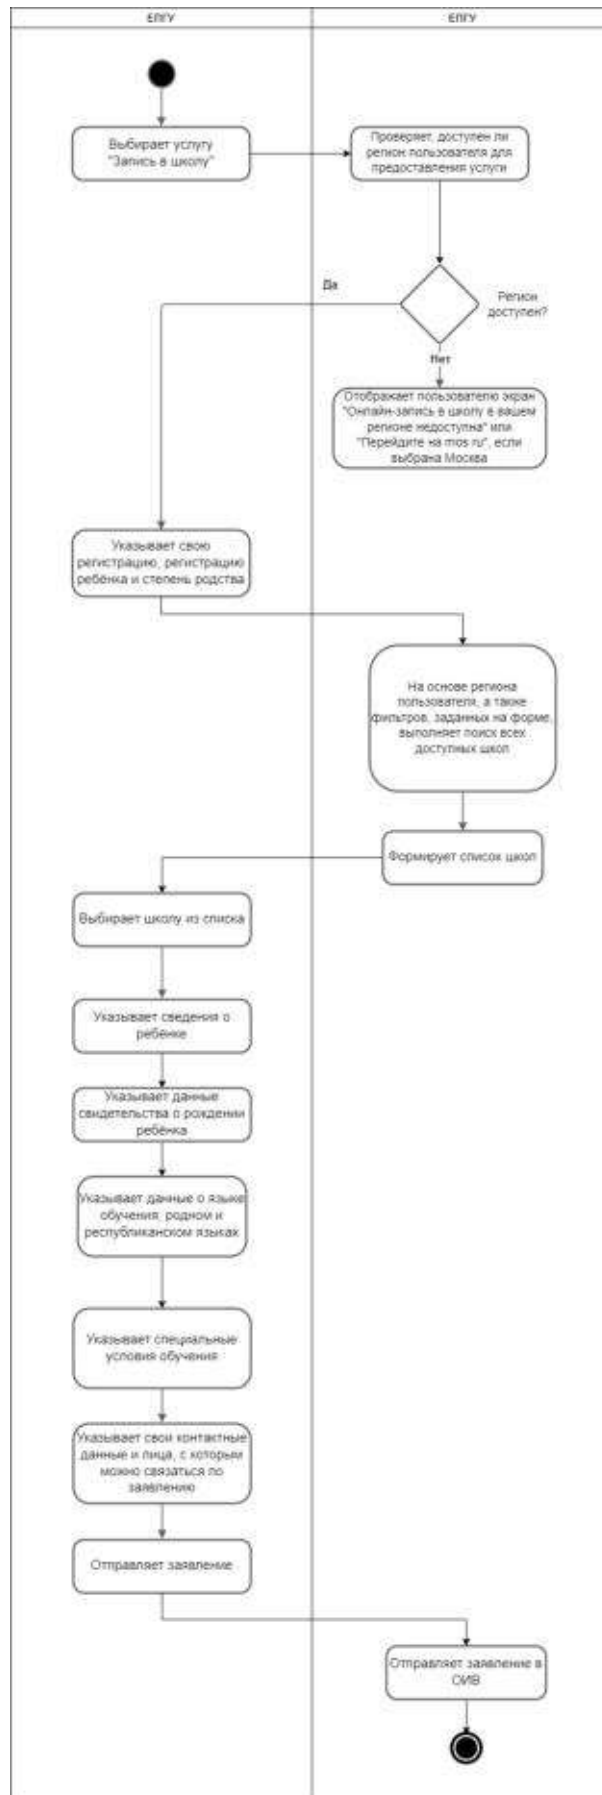 ЕПГУ
ЕПГУ
Выбирает услугу
"Запись в школу"
Проверяет, доступен ли
регион пользователя для
предоставления услуги
Да
Регион
доступен?
Нет
Отображает пользователю экран
"Онлайн-запись в школу в вашем
регионе недоступна" или
"Перейдите на mos.ru", если
выбрана Москва
Указывает свою
регистрацию, регистрацию
ребёнка и степень родства
На основе региона
пользователя, а также
фильтров, заданных на форме,
выполняет поиск всех
доступных школ
Формирует список школ
Выбирает школу из списка
Указывает сведения о
ребёнке
Указывает данные
свидетельства о рождении
ребёнка
Указывает данные о языке
обучения, родном и
республиканском языках
Указывает специальные
условия обучения
Указывает свои контактные
данные и лица, с которым
можно связаться по
заявлению
Отправляет заявление
Отправляет заявление в
ОИВ